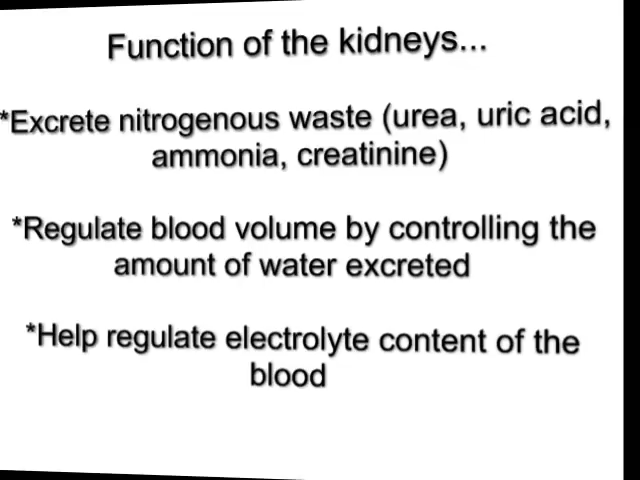 Function of the kidneys...
*Excrete nitrogenous waste (urea, uric acid,
ammonia, creatinine)
*Regulate blood volume by controlling the
amount of water excreted
*Help regulate electrolyte content of the
blood